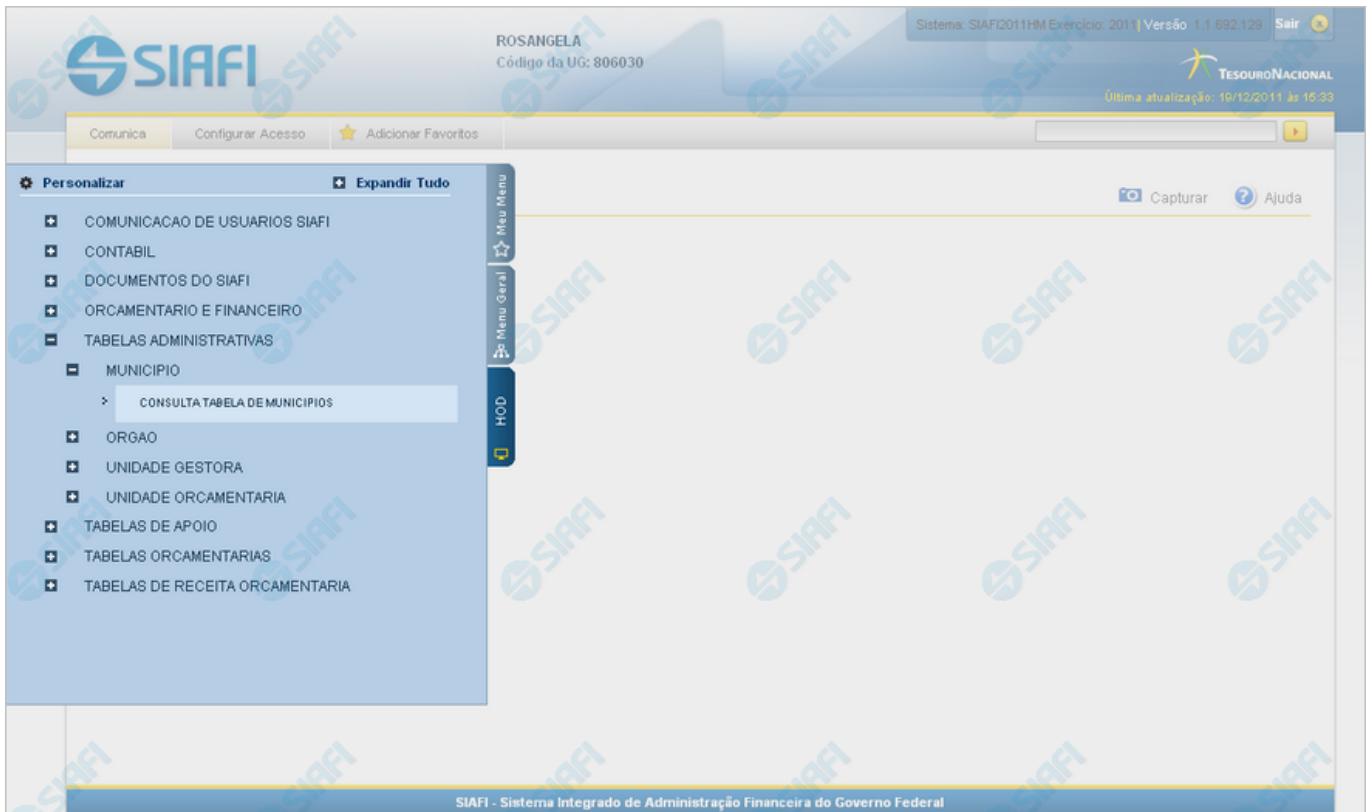 Sistema: SIAFI2011HM Exercício: 2011| Versão 1.1.692.129 Sair
SIAFI
ROSANGELA
Código da UG: 806030
TESOURONACIONAL
Última atualização: 19/12/2011 às 16:33
Comunica Configurar Acesso Adicionar Favoritos
Personalizar Expandir Tudo
Capturar Ajuda
COMUNICACAO DE USUARIOS SIAFI
CONTABIL
DOCUMENTOS DO SIAFI
ORCAMENTARIO E FINANCEIRO
TABELAS ADMINISTRATIVAS
MUNICIPIO
CONSULTA TABELA DE MUNICIPIOS
ORGAO
UNIDADE GESTORA
UNIDADE ORCAMENTARIA
TABELAS DE APOIO
TABELAS ORCAMENTARIAS
TABELAS DE RECEITA ORCAMENTARIA
Meu Menu
Menu Geral
HOD
SIAFI - Sistema Integrado de Administração Financeira do Governo Federal